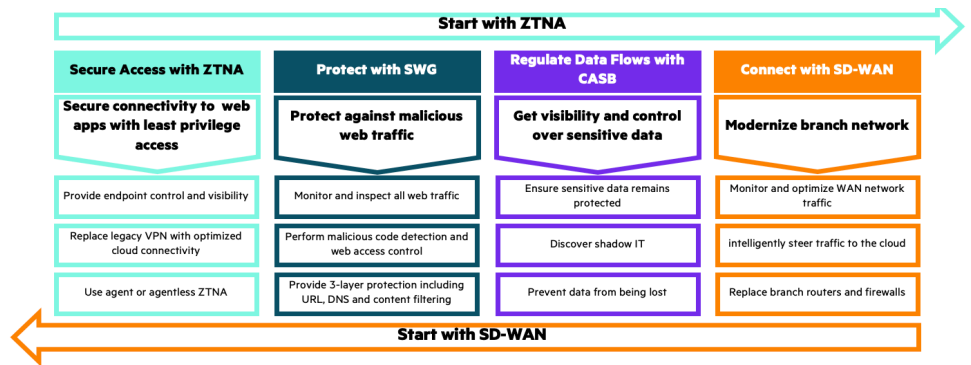 Start with ZTNA
Secure Access with ZTNA
Secure connectivity to web
apps with least privilege
access
Provide endpoint control and visibility
Replace legacy VPN with optimized
cloud connectivity
Use agent or agentless ZTNA
Protect with SWG
Protect against malicious
web traffic
Monitor and inspect all web traffic
Perform malicious code detection and
web access control
Provide 3-layer protection including
URL, DNS and content filtering
Regulate Data Flows with
CASB
Get visibility and control
over sensitive data
Ensure sensitive data remains
protected
Discover shadow IT
Prevent data from being lost
Connect with SD-WAN
Modernize branch network
Monitor and optimize WAN network
traffic
intelligently steer traffic to the cloud
Replace branch routers and firewalls
Start with SD-WAN